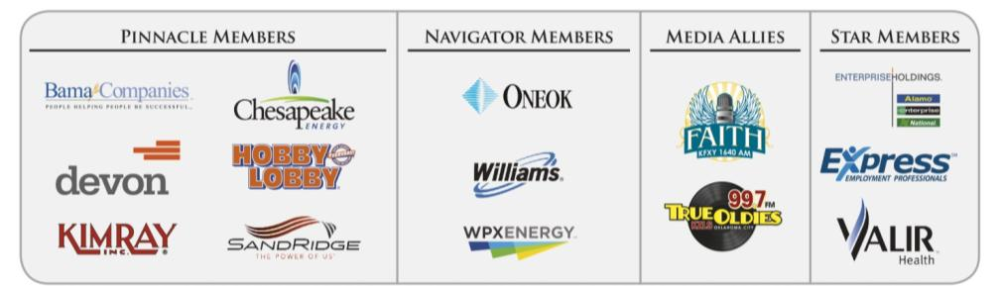 PINNACLE MEMBERS
Bama Companies
PEOPLE HELPING PEOPLE BE SUCCESSFUL...
Chesapeake
ENERGY
devon
HOBBY
LOBBY
KIMRAY
INC.
SANDRIDGE
THE POWER OF US
NAVIGATOR MEMBERS
ONEOK
Williams
WPXENERGY
MEDIA ALLIES
FAITH
KFXY 1640 AM
997 FM
TRUE OLDIES
OKLAHOMA CITY
STAR MEMBERS
ENTERPRISE HOLDINGS.
Alamo
enterprise
National
EXpress
EMPLOYMENT PROFESSIONALS
VALIR
Health